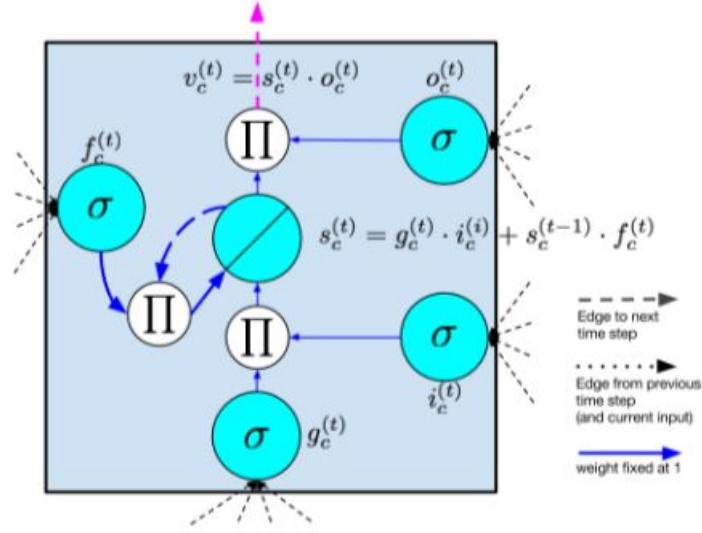 v_c^{(t)} = s_c^{(t)} · o_c^{(t)}
o_c^{(t)}
∏
σ
f_c^{(t)}
σ
s_c^{(t)} = g_c^{(t)} · i_c^{(i)} + s_c^{(t-1)} · f_c^{(t)}
∏
∏
σ
i_c^{(t)}
σ
g_c^{(t)}
Edge to next
time step
Edge from previous
time step
(and current input)
weight fixed at 1